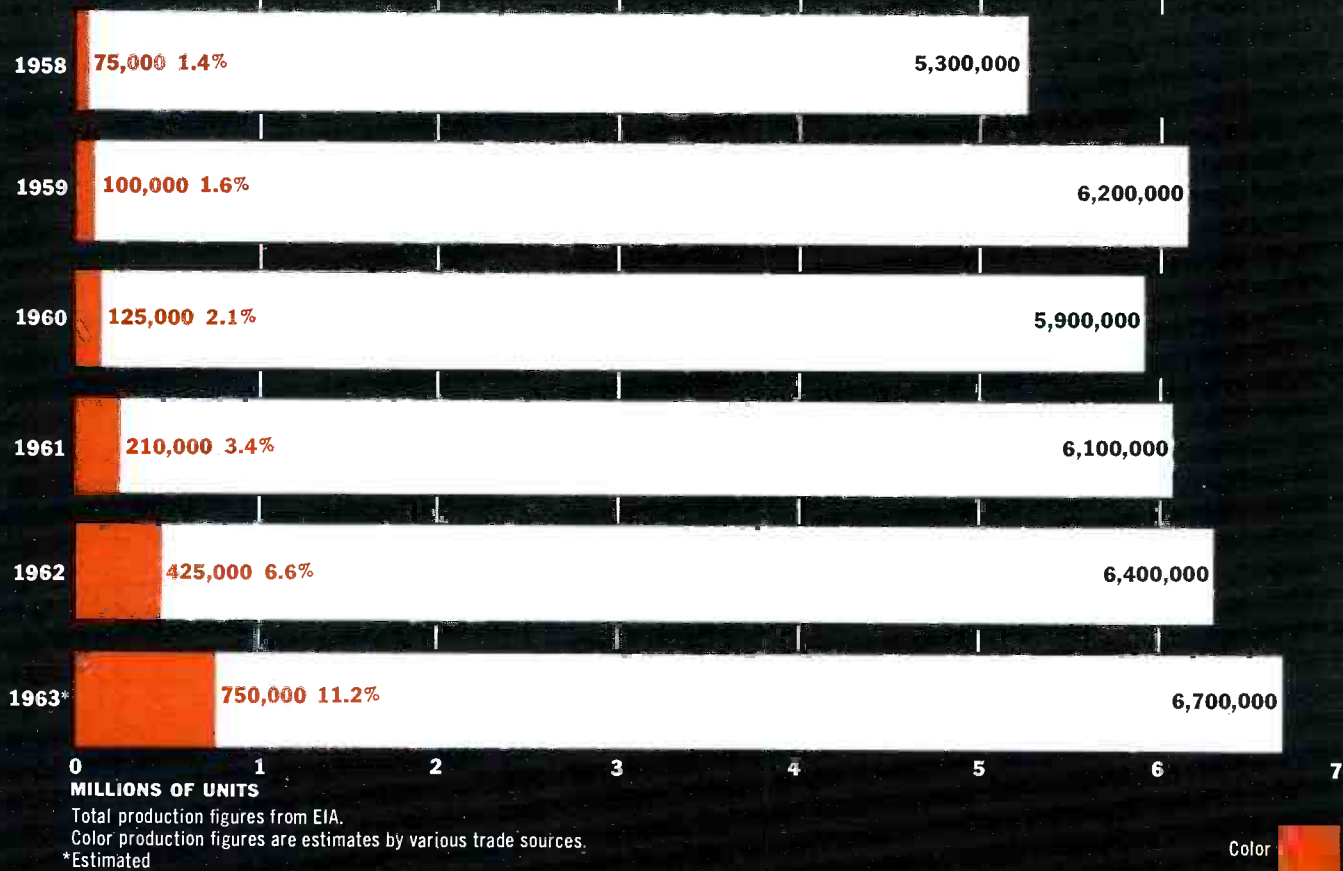 1958 75,000 1.4% 5,300,000
1959 100,000 1.6% 6,200,000
1960 125,000 2.1% 5,900,000
1961 210,000 3.4% 6,100,000
1962 425,000 6.6% 6,400,000
1963* 750,000 11.2% 6,700,000
0 1 2 3 4 5 6 7
MILLIONS OF UNITS
Total production figures from EIA.
Color production figures are estimates by various trade sources.
*Estimated
Color